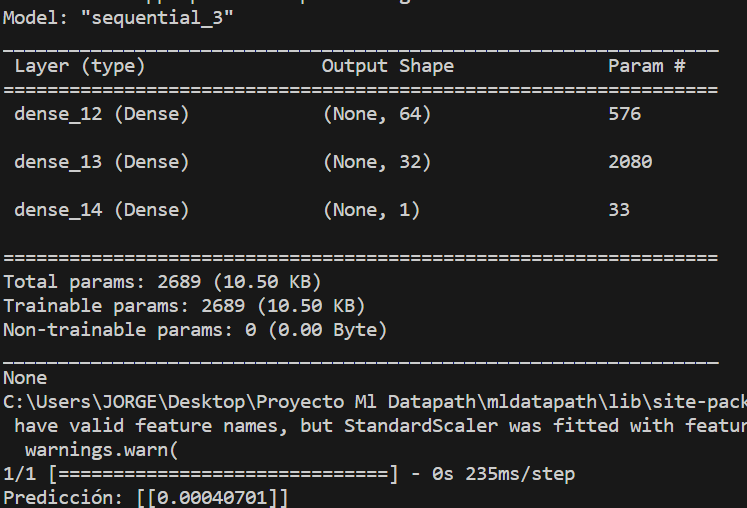 Model: "sequential_3"
Layer (type) Output Shape Param #
dense_12 (Dense) (None, 64) 576
dense_13 (Dense) (None, 32) 2080
dense_14 (Dense) (None, 1) 33
Total params: 2689 (10.50 KB)
Trainable params: 2689 (10.50 KB)
Non-trainable params: 0 (0.00 Byte)
None
C:\Users\JORGE\Desktop\Proyecto Ml Datapath\mldatapath\lib\site-pack
have valid feature names, but StandardScaler was fitted with featur
warnings.warn(
1/1 [==============================] - 0s 235ms/step
Predicción: [[0.00040701]]